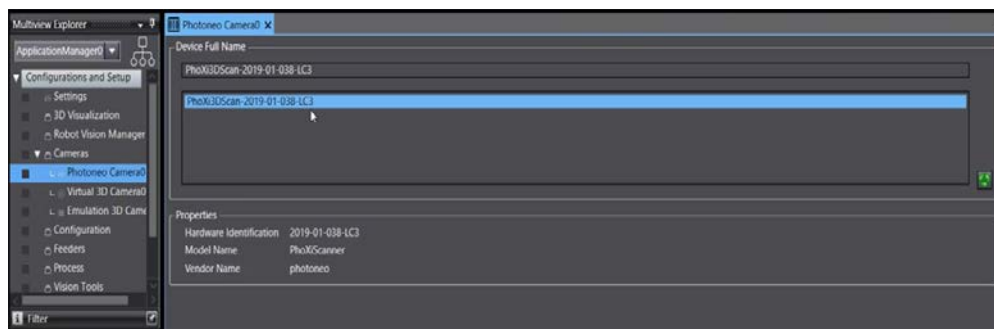 Multiview Explorer
ApplicationManager0
Configurations and Setup
Settings
3D Visualization
Robot Vision Manager
Cameras
Photoneo Camera0
Virtual 3D Camera0
Emulation 3D Came
Configuration
Feeders
Process
Vision Tools
Filter
Photoneo Camera0
Device Full Name
PhoXi3DScan-2019-01-038-LC3
PhoXi3DScan-2019-01-038-LC3
Properties
Hardware Identification 2019-01-038-LC3
Model Name PhoXiScanner
Vendor Name photoneo